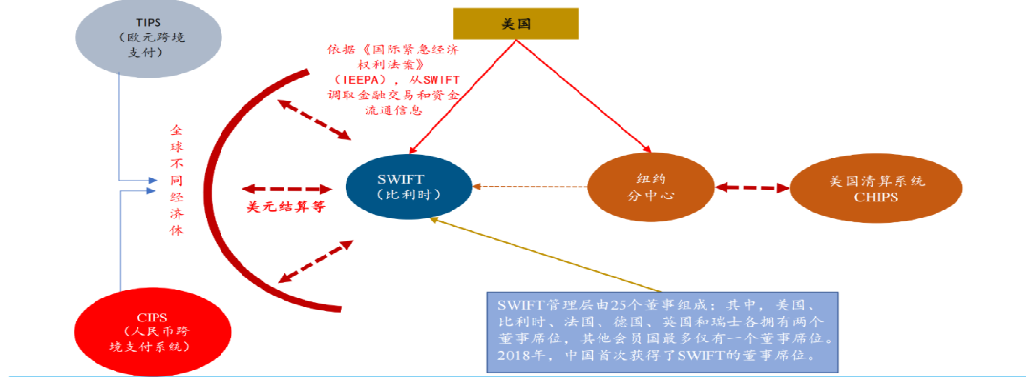 TIPS
（欧元跨境
支付）
美国
依据《国际紧急经济
权利法案》
（IEEPA），从SWIFT
调取金融交易和资金
流通信息
全
球
不
同
经
济
体
美元结算等
SWIFT
（比利时）
纽约
分中心
美国清算系统
CHIPS
CIPS
（人民币跨
境支付系统）
SWIFT管理层由25个董事组成；其中，美国、
比利时、法国、德国、英国和瑞士各拥有两个
董事席位，其他会员国最多仅有一个董事席位。
2018年，中国首次获得了SWIFT的董事席位。